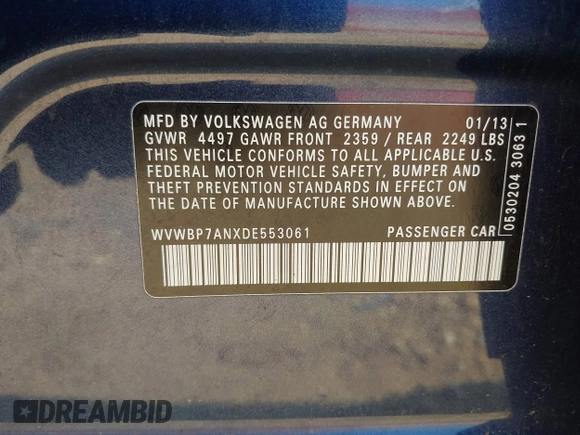 MFD BY VOLKSWAGEN AG GERMANY 01/13
GVWR 4497 GAWR FRONT 2359 / REAR 2249 LBS
THIS VEHICLE CONFORMS TO ALL APPLICABLE U.S.
FEDERAL MOTOR VEHICLE SAFETY, BUMPER AND
THEFT PREVENTION STANDARDS IN EFFECT ON
THE DATE OF MANUFACTURE SHOWN ABOVE.
WVWBP7ANXDE553061 PASSENGER CAR
0530204 3063 1
DREAMBID